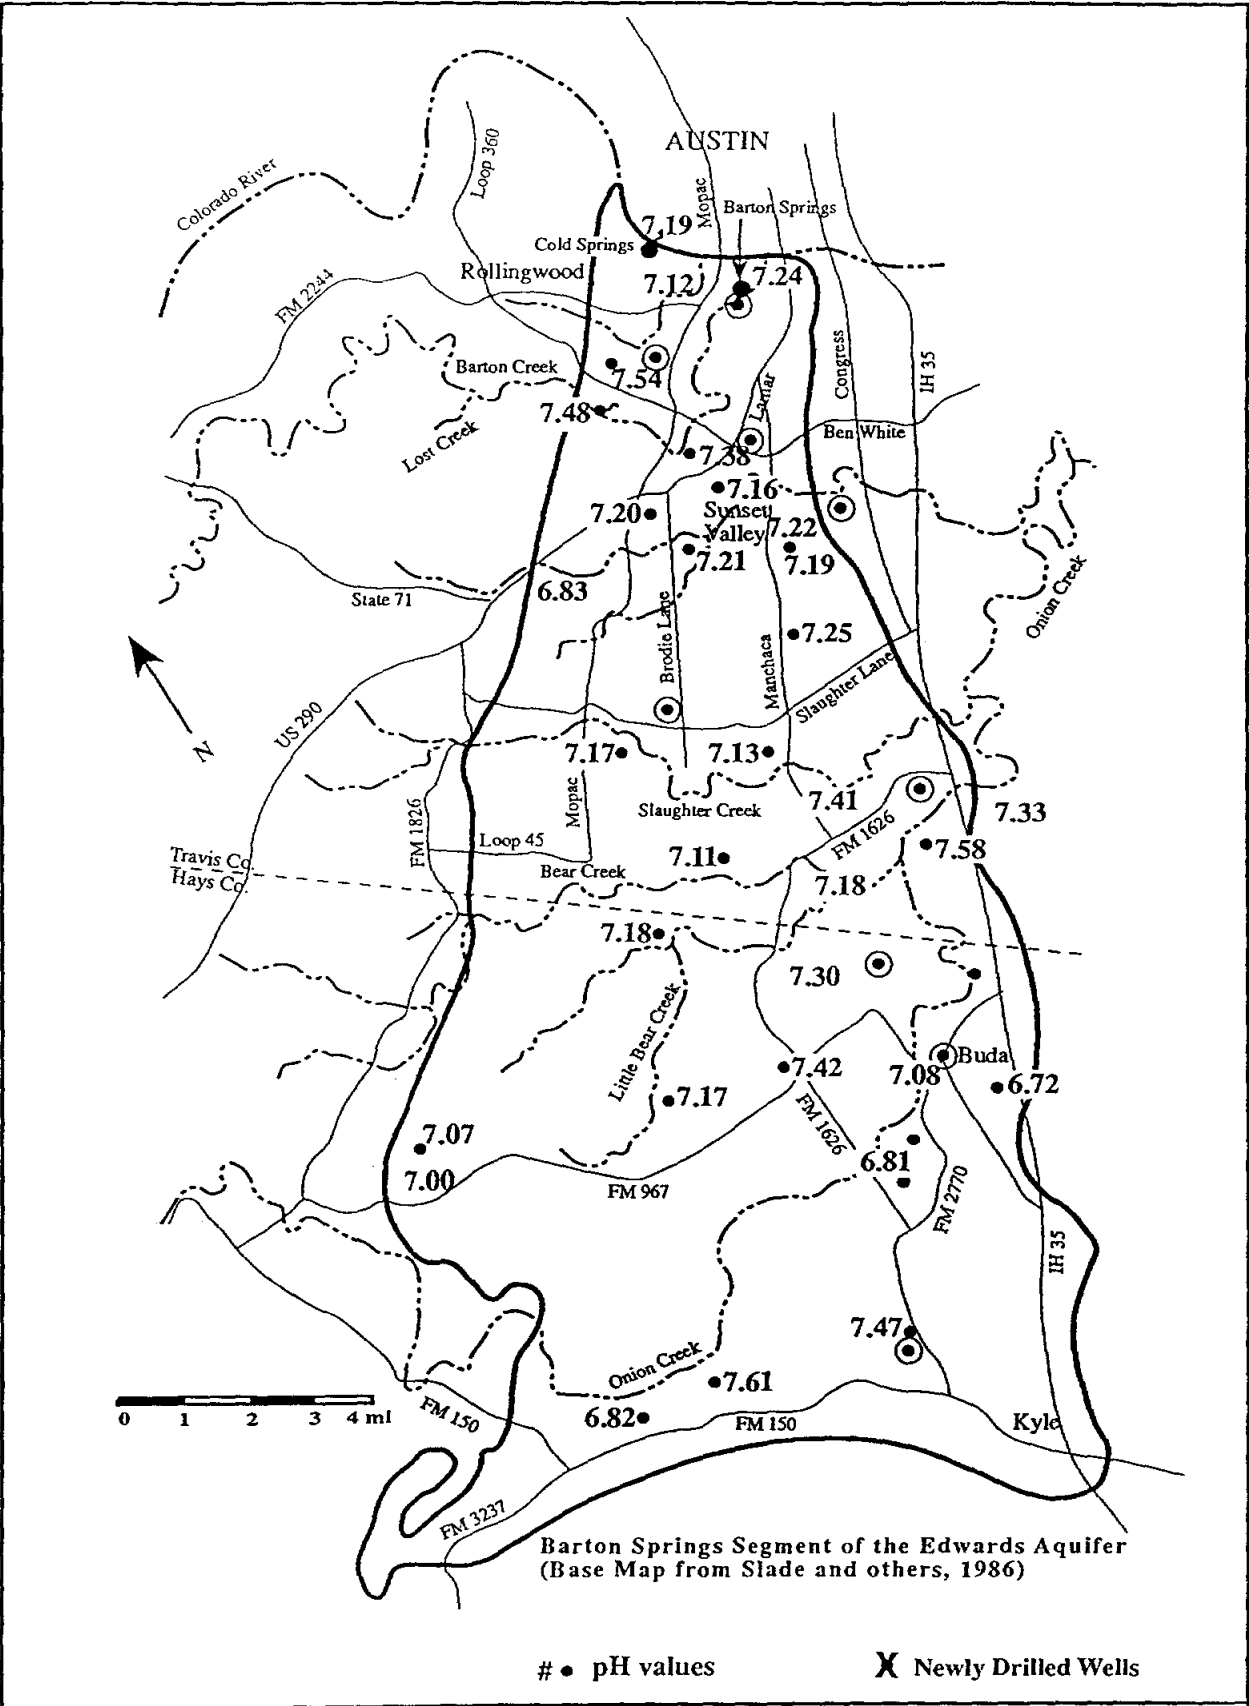 AUSTIN
Loop 360
Colorado River
Mopac
Barton Springs
7.19
Cold Springs
Rollingwood
7.12
7.24
FM 2244
Barton Creek
7.54
Congress
IH 35
7.48
Lamar
Lost Creek
Ben White
7.38
7.16
7.20
Sunset
Valley
7.22
7.21
7.19
6.83
State 71
Onion Creek
Brodie Lane
7.25
Manchaca
Slaughter Lane
N
US 290
7.17
7.13
Mopac
7.41
Slaughter Creek
7.33
FM 1826
FM 1626
Loop 45
7.58
Travis Co.
Hays Co.
7.11
Bear Creek
7.18
7.18
7.30
Little Bear Creek
Buda
7.42
7.08
6.72
7.17
FM 1626
7.07
6.81
7.00
FM 967
FM 2770
IH 35
7.47
Onion Creek
7.61
0 1 2 3 4 mi
FM 150
6.82
FM 150
Kyle
FM 3237
Barton Springs Segment of the Edwards Aquifer
(Base Map from Slade and others, 1986)
# • pH values
X Newly Drilled Wells